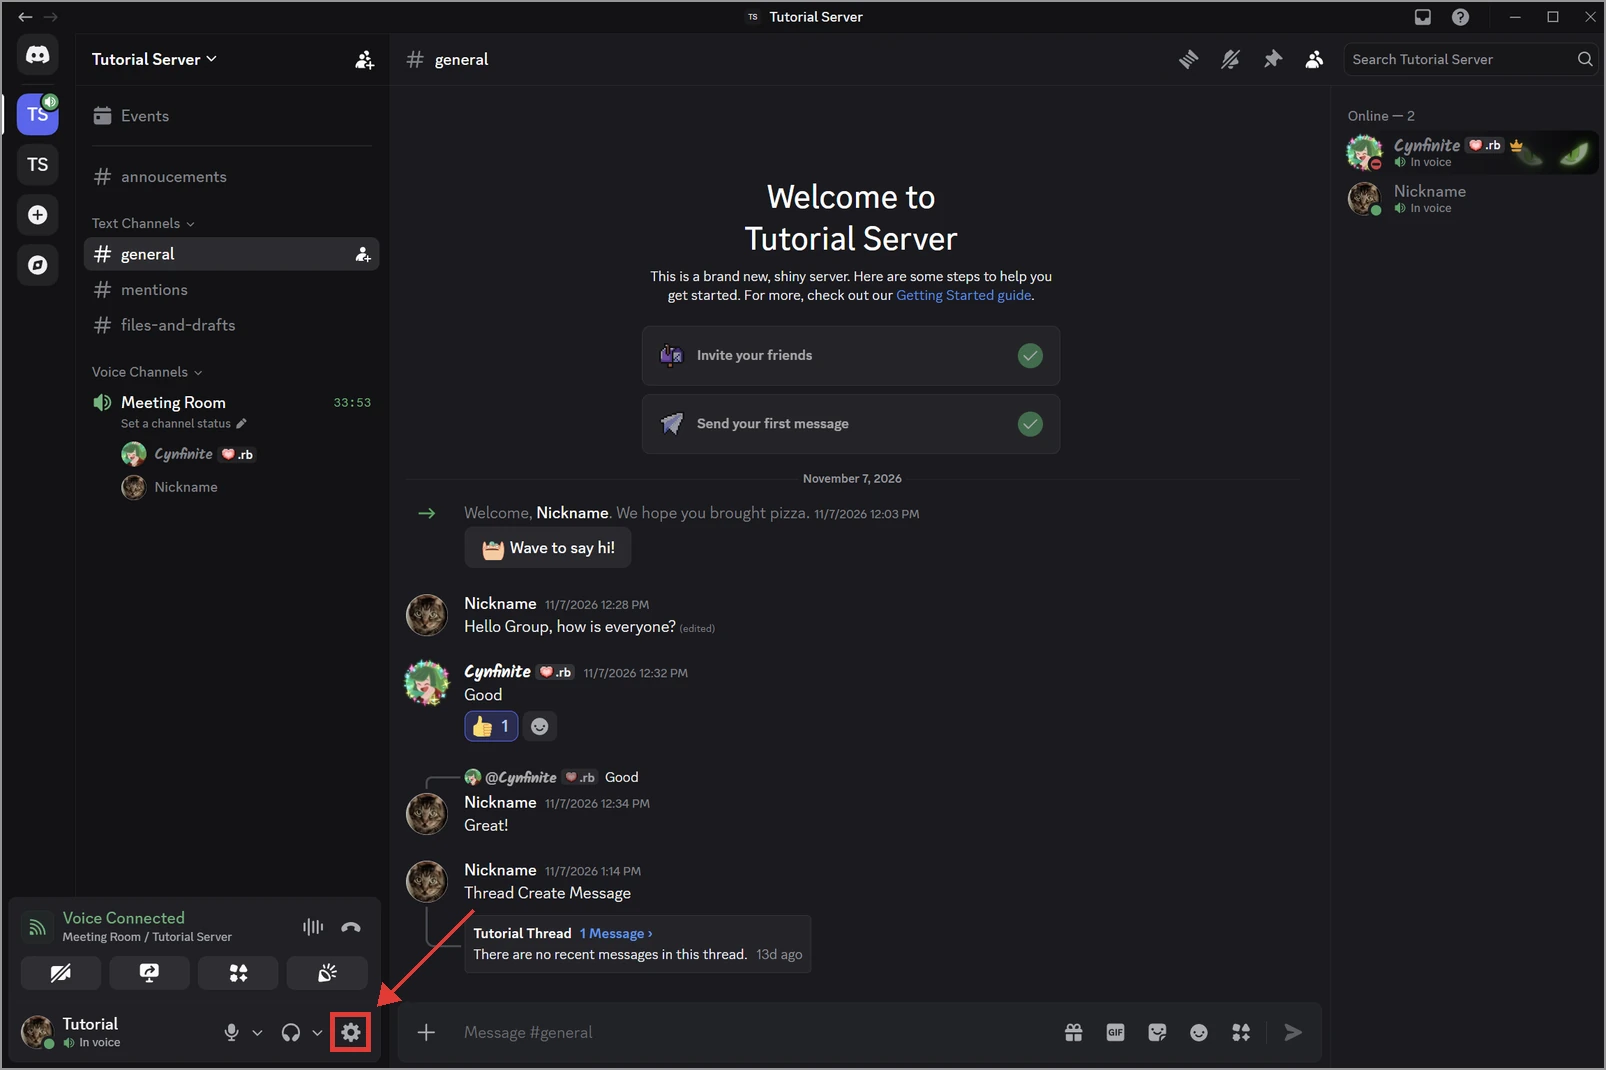 TS Tutorial Server
Tutorial Server
general
Search Tutorial Server
TS
TS
Events
annoucements
Text Channels
general
mentions
files-and-drafts
Voice Channels
Meeting Room 33:53
Set a channel status
Cynfinite .rb
Nickname
Voice Connected
Meeting Room / Tutorial Server
Tutorial
In voice
Welcome to
Tutorial Server
This is a brand new, shiny server. Here are some steps to help you
get started. For more, check out our Getting Started guide.
Invite your friends
Send your first message
November 7, 2026
Welcome, Nickname. We hope you brought pizza. 11/7/2026 12:03 PM
Wave to say hi!
Nickname 11/7/2026 12:28 PM
Hello Group, how is everyone? (edited)
Cynfinite .rb 11/7/2026 12:32 PM
Good
1
@Cynfinite .rb Good
Nickname 11/7/2026 12:34 PM
Great!
Nickname 11/7/2026 1:14 PM
Thread Create Message
Tutorial Thread 1 Message ›
There are no recent messages in this thread. 13d ago
Message #general
GIF
Online — 2
Cynfinite .rb
In voice
Nickname
In voice